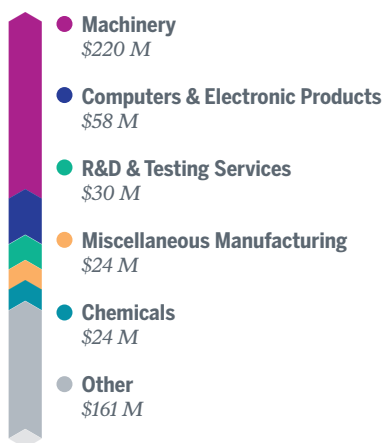 Machinery
$220 M
Computers & Electronic Products
$58 M
R&D & Testing Services
$30 M
Miscellaneous Manufacturing
$24 M
Chemicals
$24 M
Other
$161 M